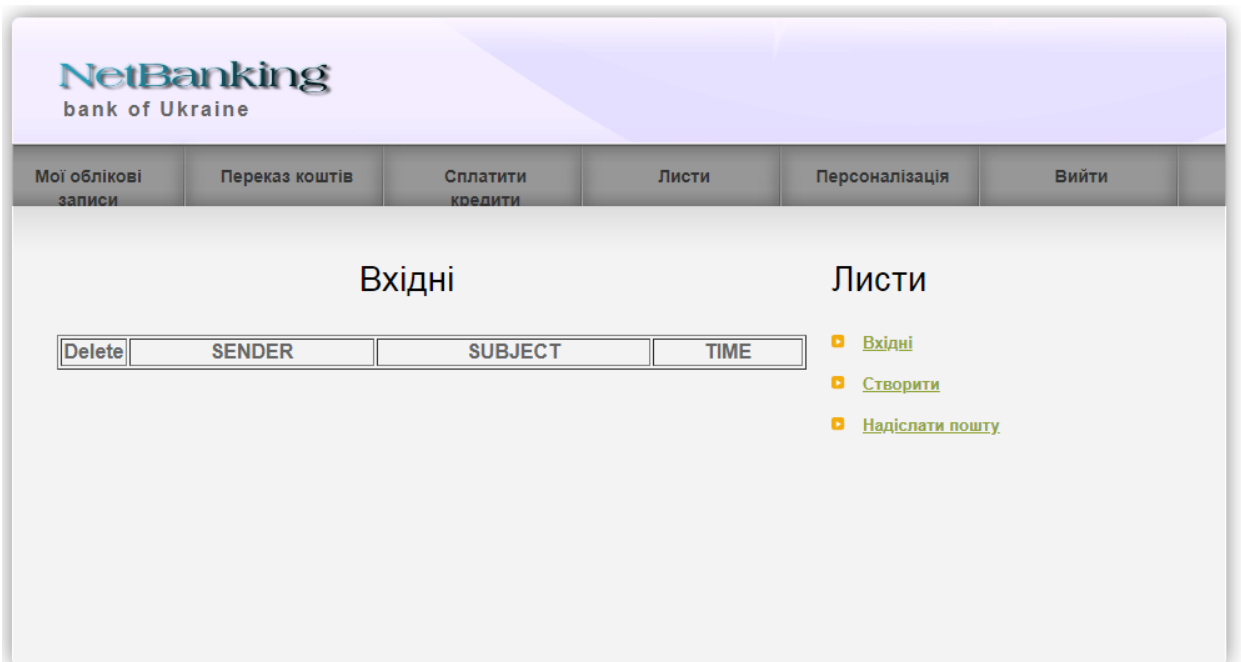 NetBanking
bank of Ukraine
Мої облікові записи
Переказ коштів
Сплатити кредити
Листи
Персоналізація
Вийти
Вхідні
Delete SENDER SUBJECT TIME
Листи
Вхідні
Створити
Надіслати пошту